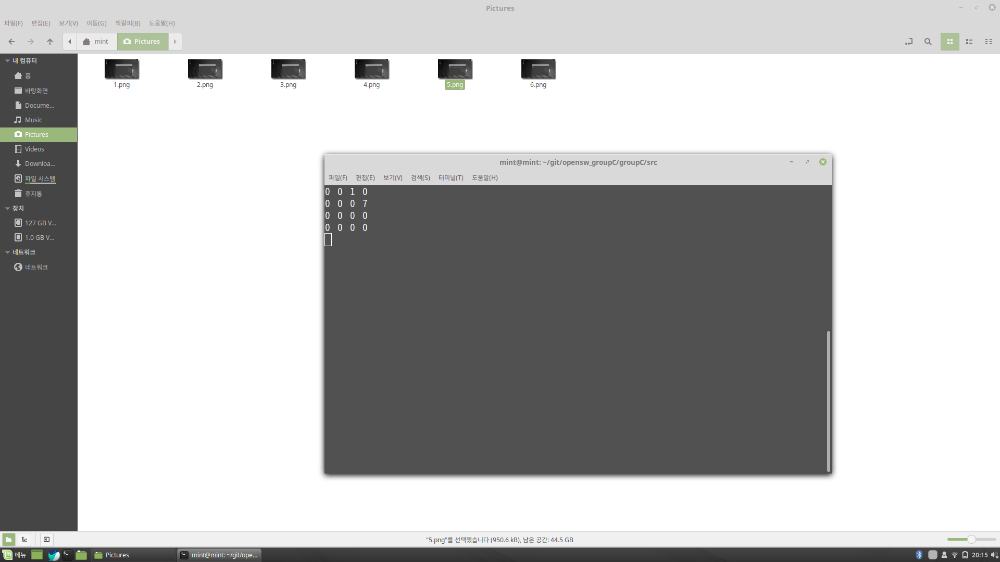 Pictures
파일(F) 편집(E) 보기(V) 이동(G) 책갈피(B) 도움말(H)
mint Pictures
내 컴퓨터
홈
바탕화면
Docume...
Music
Pictures
Videos
Downloa...
파일 시스템
휴지통
장치
127 GB V...
1.0 GB V...
네트워크
네트워크
1.png 2.png 3.png 4.png 5.png 6.png
mint@mint: ~/git/opensw_groupC/groupC/src
파일(F) 편집(E) 보기(V) 검색(S) 터미널(T) 도움말(H)
0 0 1 0
0 0 0 7
0 0 0 0
0 0 0 0
"5.png"를 선택했습니다 (950.6 kB), 남은 공간: 44.5 GB
메뉴 Pictures mint@mint: ~/git/ope... 20:15